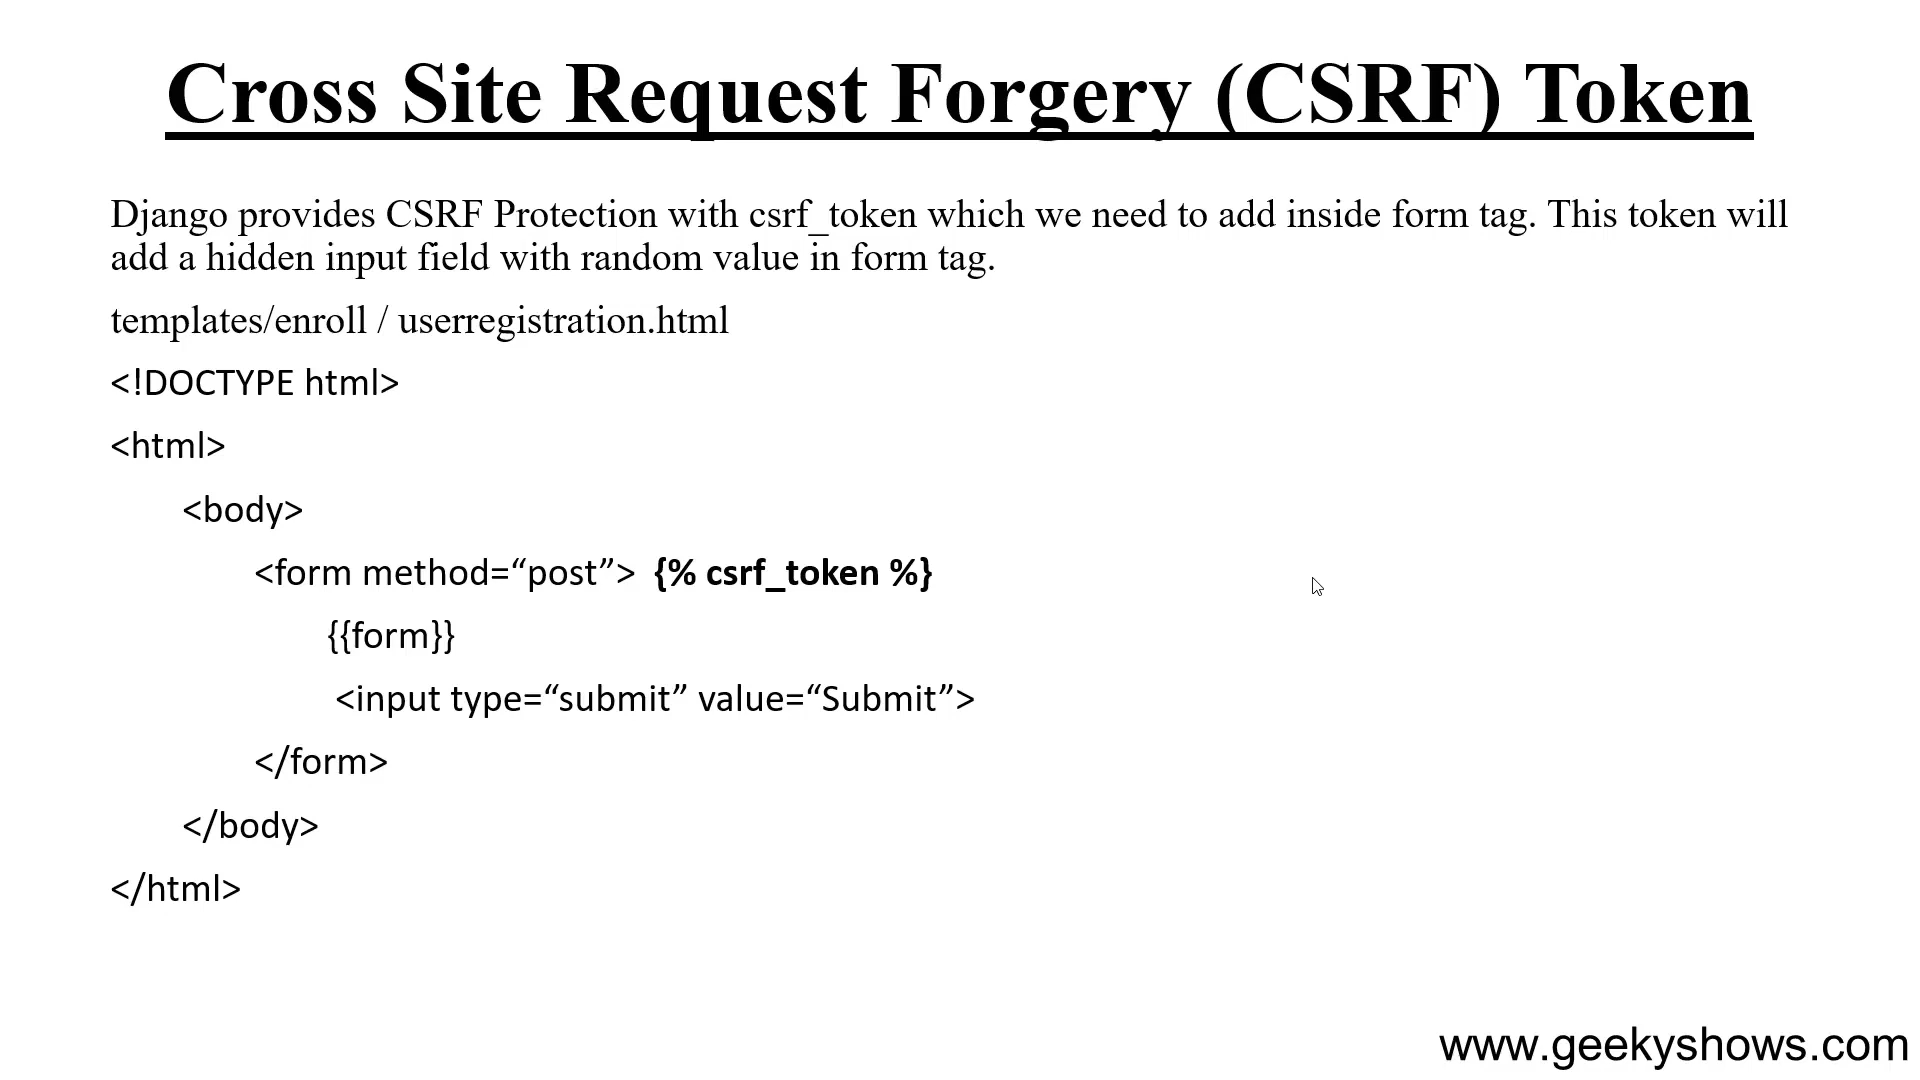 Cross Site Request Forgery (CSRF) Token
Django provides CSRF Protection with csrf_token which we need to add inside form tag. This token will
add a hidden input field with random value in form tag.
templates/enroll / userregistration.html
<!DOCTYPE html>
<html>
<body>
<form method=“post”> {% csrf_token %}
{{form}}
<input type=“submit” value=“Submit”>
</form>
</body>
</html>
www.geekyshows.com